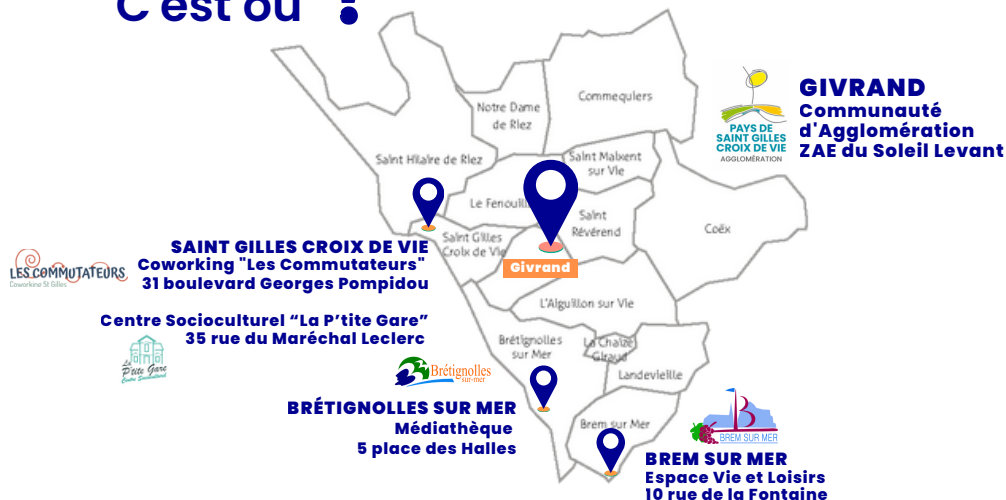 C'est où ?
GIVRAND
Communauté
d'Agglomération
ZAE du Soleil Levant
PAYS DE
SAINT GILLES
CROIX DE VIE
AGGLOMÉRATION
Notre Dame
de Riez
Commequiers
Saint Hilaire de Riez
Saint Maixent
sur Vie
Le Fenouill
Saint
Révérend
Coëx
Saint Gilles
Croix de Vie
Givrand
L'Aiguillon sur Vie
Brétignolles
sur Mer
La Chaize
Giraud
Landevieille
Brem sur Mer
LES COMMUTATEURS
Coworking St Gilles
SAINT GILLES CROIX DE VIE
Coworking "Les Commutateurs"
31 boulevard Georges Pompidou
Centre Socioculturel “La P’tite Gare”
35 rue du Maréchal Leclerc
La
P'tite Gare
Centre Socioculturel
Brétignolles
sur-mer
BRÉTIGNOLLES SUR MER
Médiathèque
5 place des Halles
B
BREM SUR MER
BREM SUR MER
Espace Vie et Loisirs
10 rue de la Fontaine